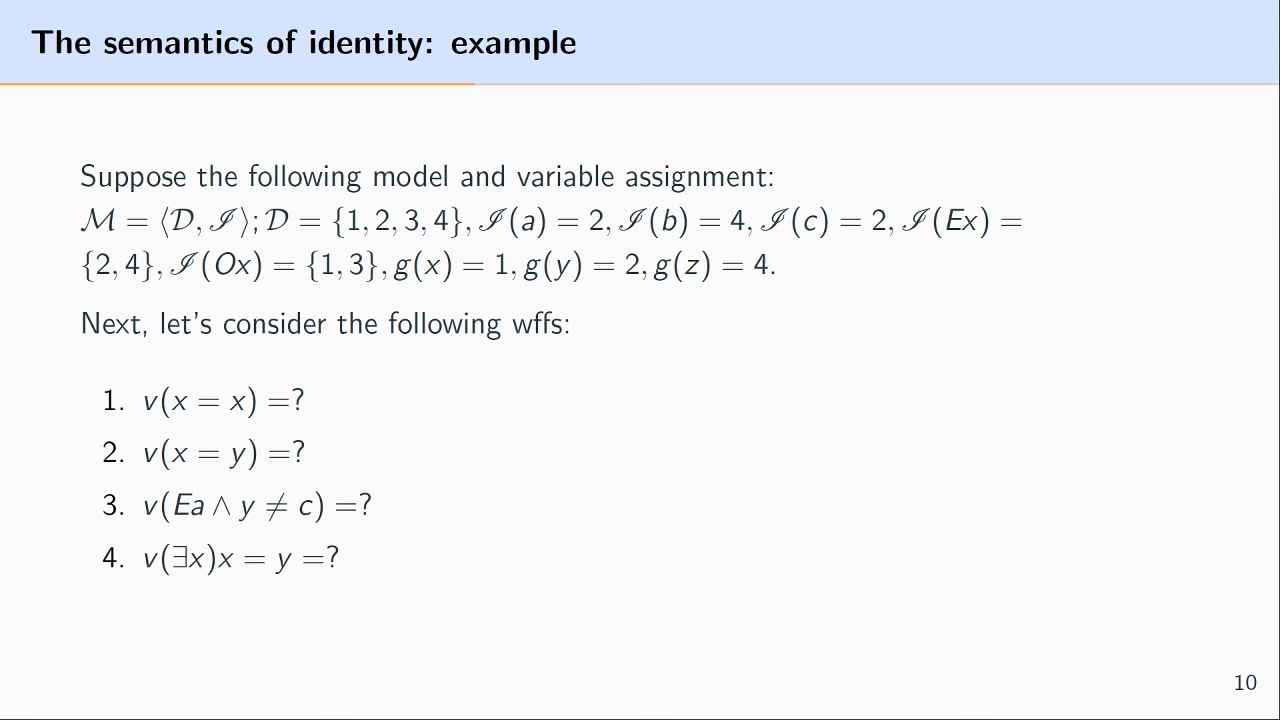 The semantics of identity: example
Suppose the following model and variable assignment:
ℳ = ⟨𝒟, ℐ⟩; 𝒟 = {1, 2, 3, 4}, ℐ(a) = 2, ℐ(b) = 4, ℐ(c) = 2, ℐ(Ex) =
{2, 4}, ℐ(Ox) = {1, 3}, g(x) = 1, g(y) = 2, g(z) = 4.
Next, let's consider the following wffs:
1. v(x = x) =?
2. v(x = y) =?
3. v(Ea ∧ y ≠ c) =?
4. v(∃x)x = y =?
10